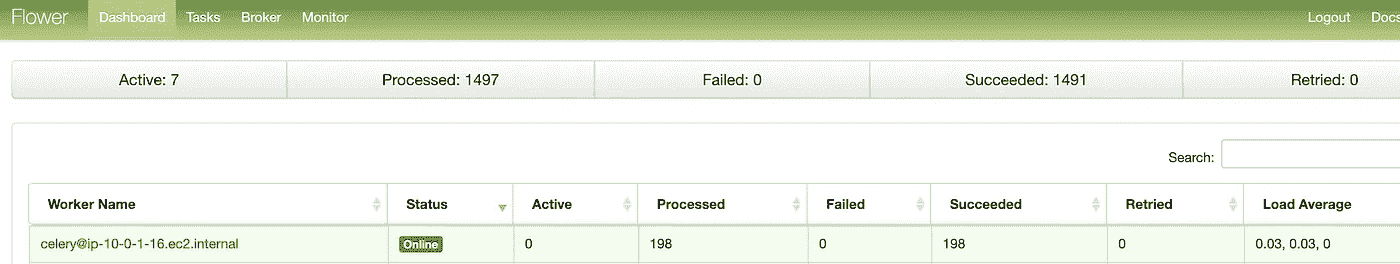 Flower Dashboard Tasks Broker Monitor Logout Docs
Active: 7 Processed: 1497 Failed: 0 Succeeded: 1491 Retried: 0
Search:
Worker Name Status Active Processed Failed Succeeded Retried Load Average
celery@ip-10-0-1-16.ec2.internal Online 0 198 0 198 0 0.03, 0.03, 0